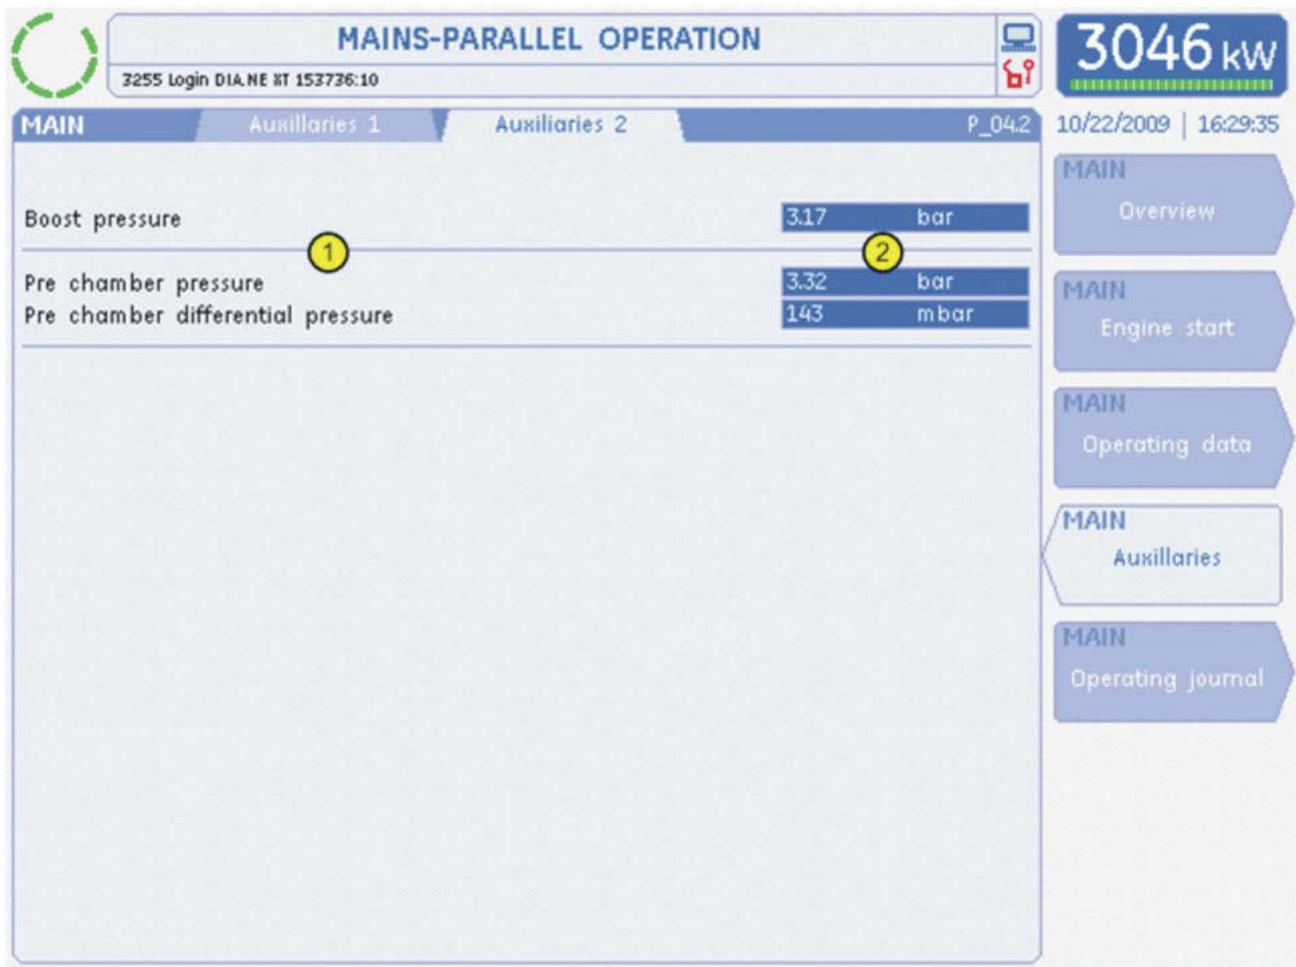 MAINS-PARALLEL OPERATION
3255 Login DIA.NE XT 153736:10
3046 kW
MAIN Auxillaries 1 Auxiliaries 2 P_04.2
10/22/2009 | 16:29:35
Boost pressure 3.17 bar
1 2
Pre chamber pressure 3.32 bar
Pre chamber differential pressure 143 mbar
MAIN
Overview
MAIN
Engine start
MAIN
Operating data
MAIN
Auxillaries
MAIN
Operating journal